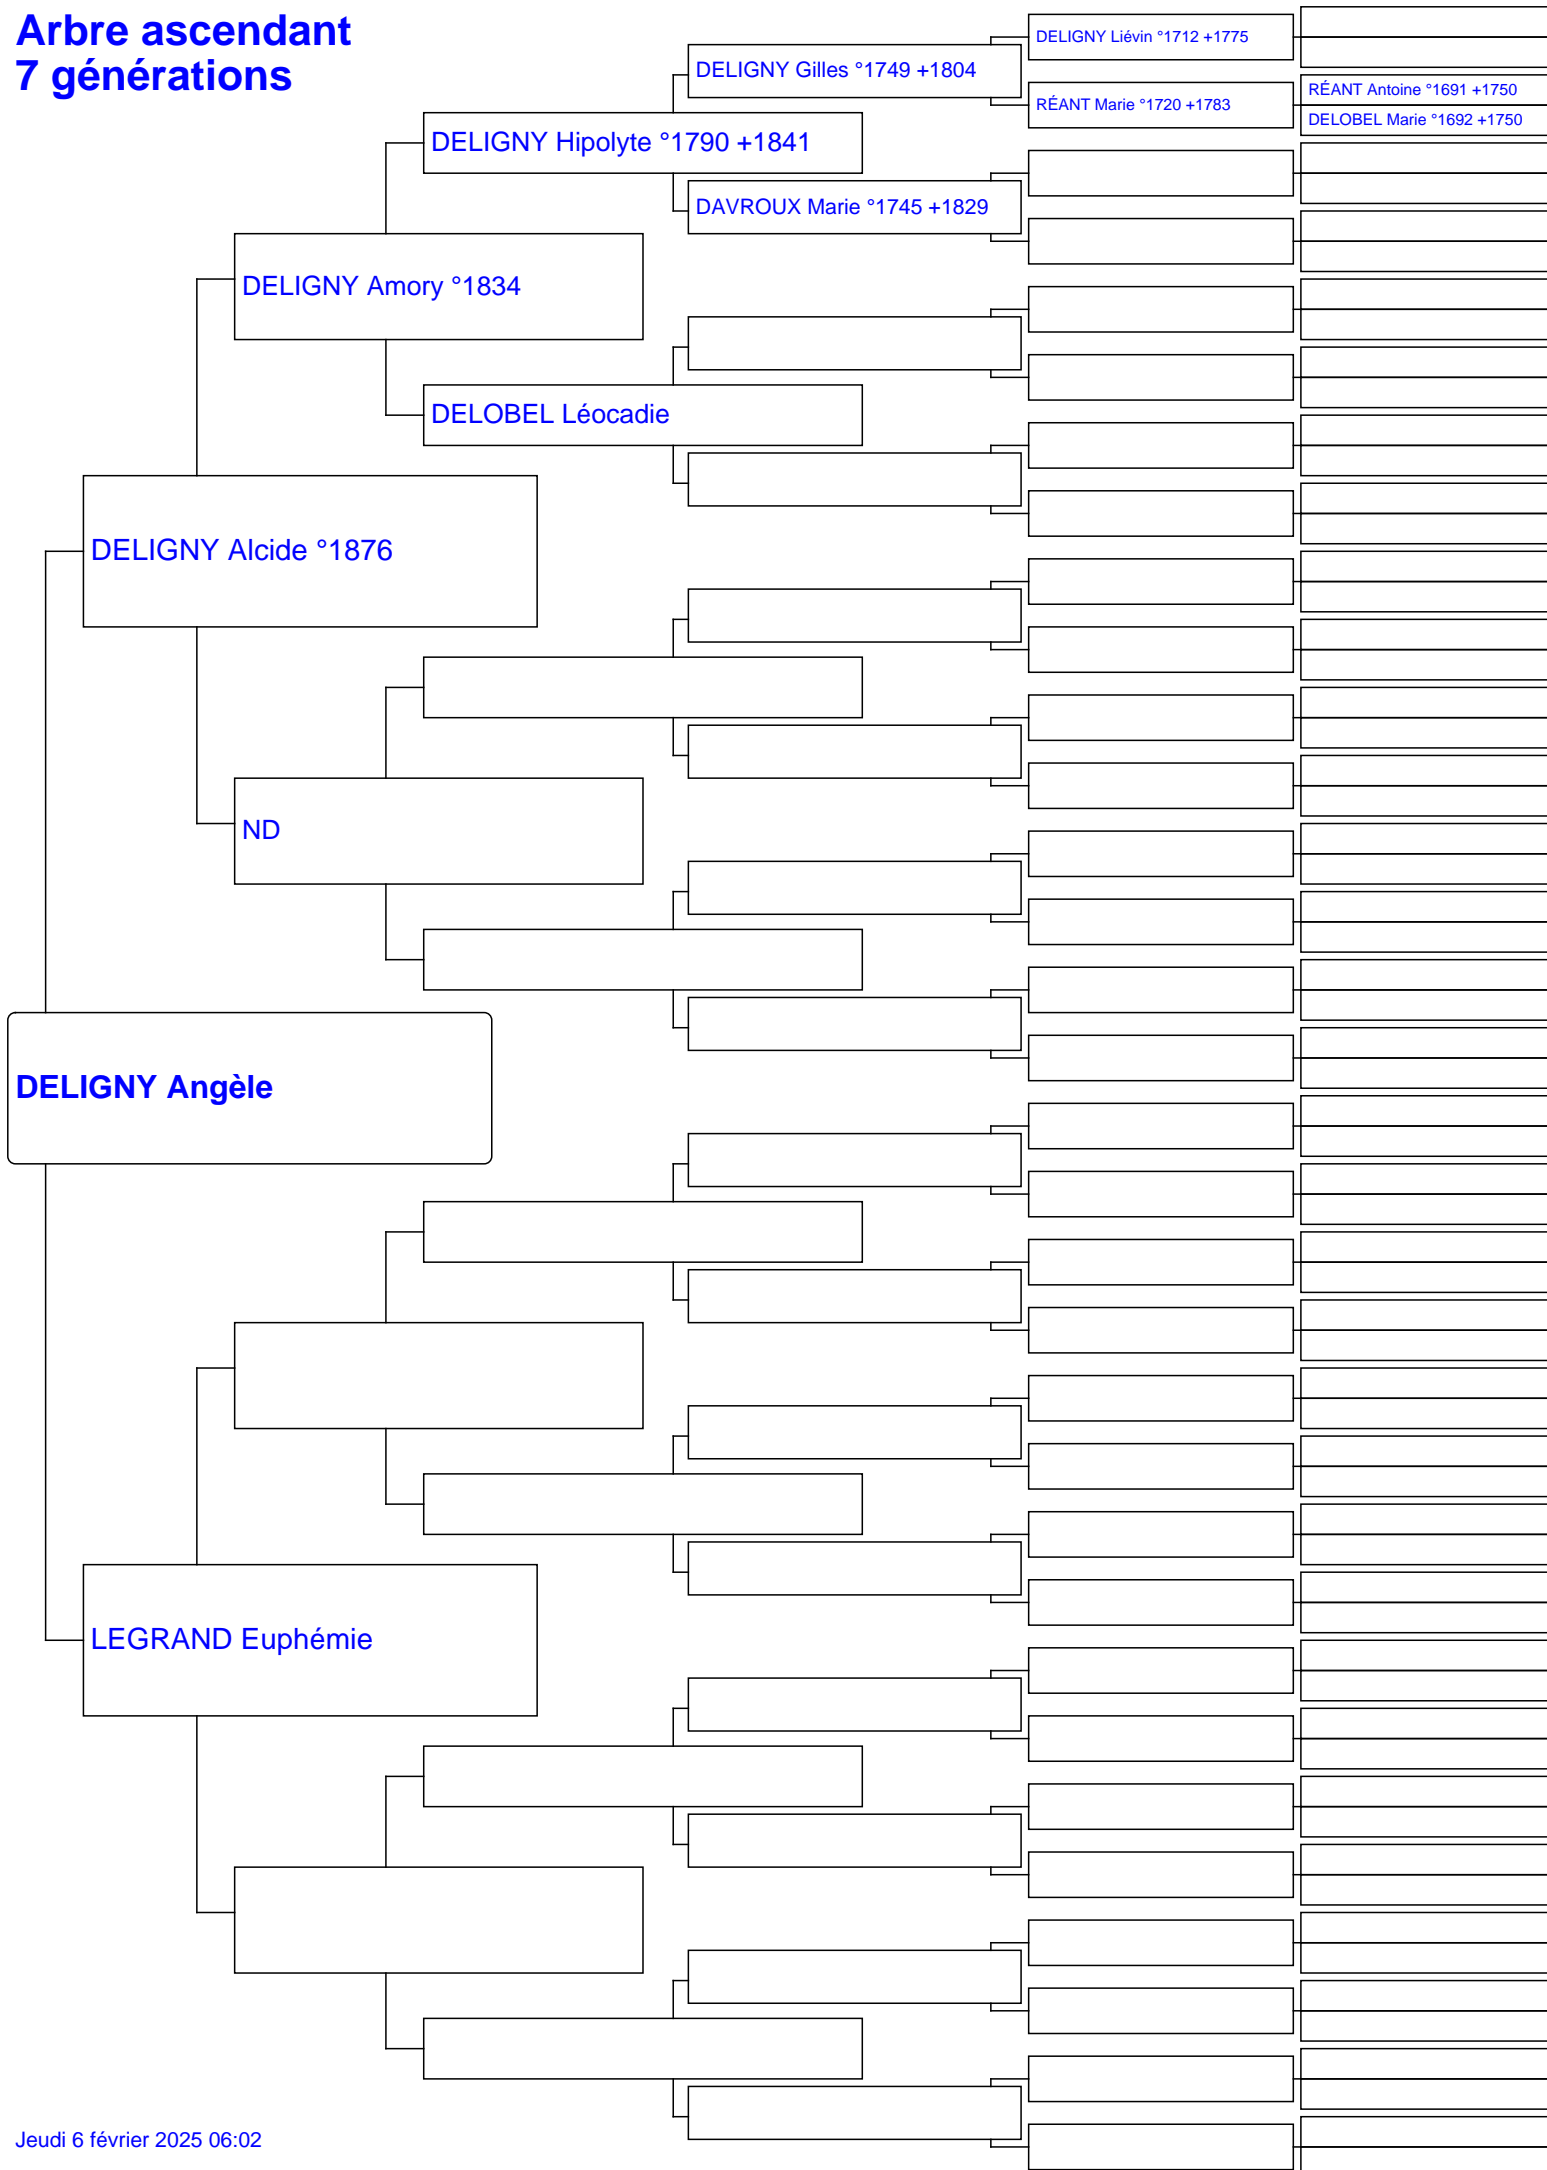 Arbre ascendant
7 générations
DELIGNY Liévin °1712 +1775
DELIGNY Gilles °1749 +1804
RÉANT Antoine °1691 +1750
RÉANT Marie °1720 +1783
DELOBEL Marie °1692 +1750
DELIGNY Hipolyte °1790 +1841
DAVROUX Marie °1745 +1829
DELIGNY Amory °1834
DELOBEL Léocadie
DELIGNY Alcide °1876
ND
DELIGNY Angèle
LEGRAND Euphémie
Jeudi 6 février 2025 06:02